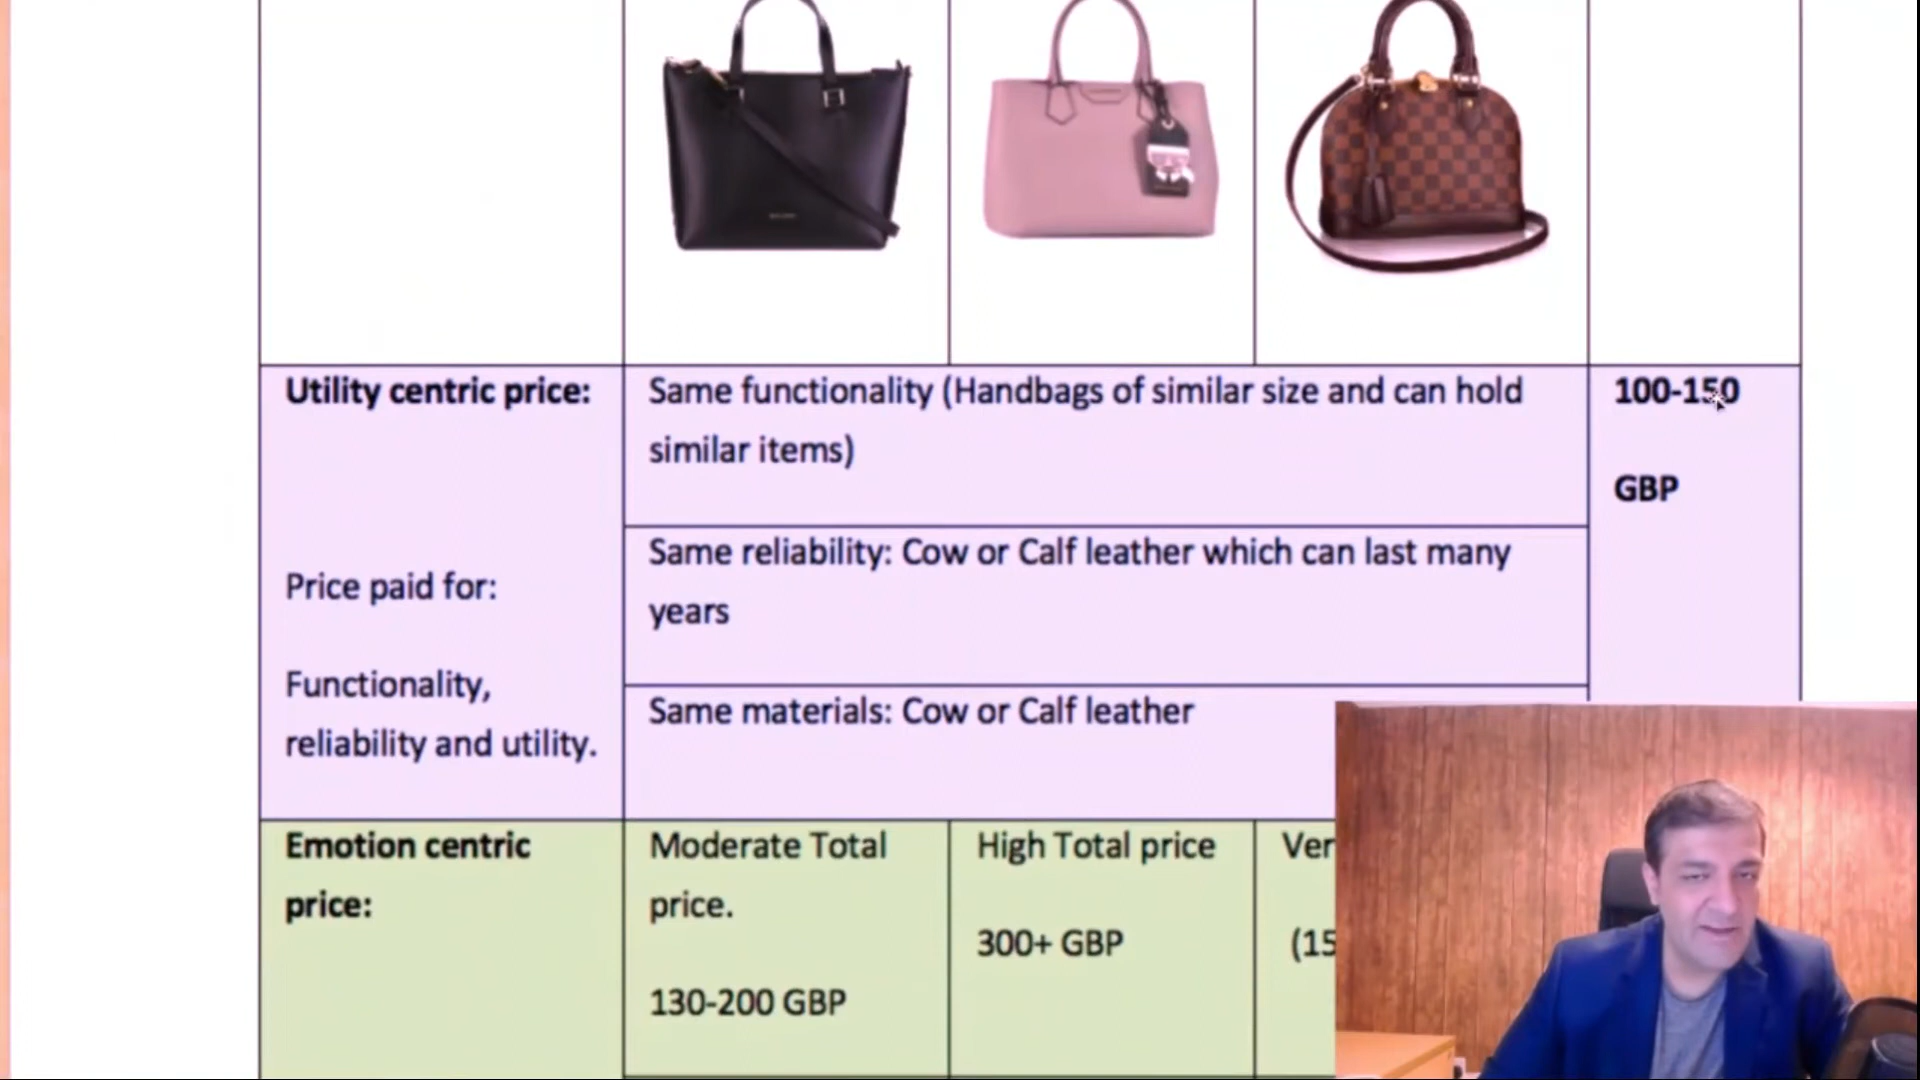 Utility centric price:
Price paid for:
Functionality,
reliability and utility.
Same functionality (Handbags of similar size and can hold
similar items)
Same reliability: Cow or Calf leather which can last many
years
Same materials: Cow or Calf leather
100-150
GBP
Emotion centric
price:
Moderate Total
price.
130-200 GBP
High Total price
300+ GBP
Ver
(15